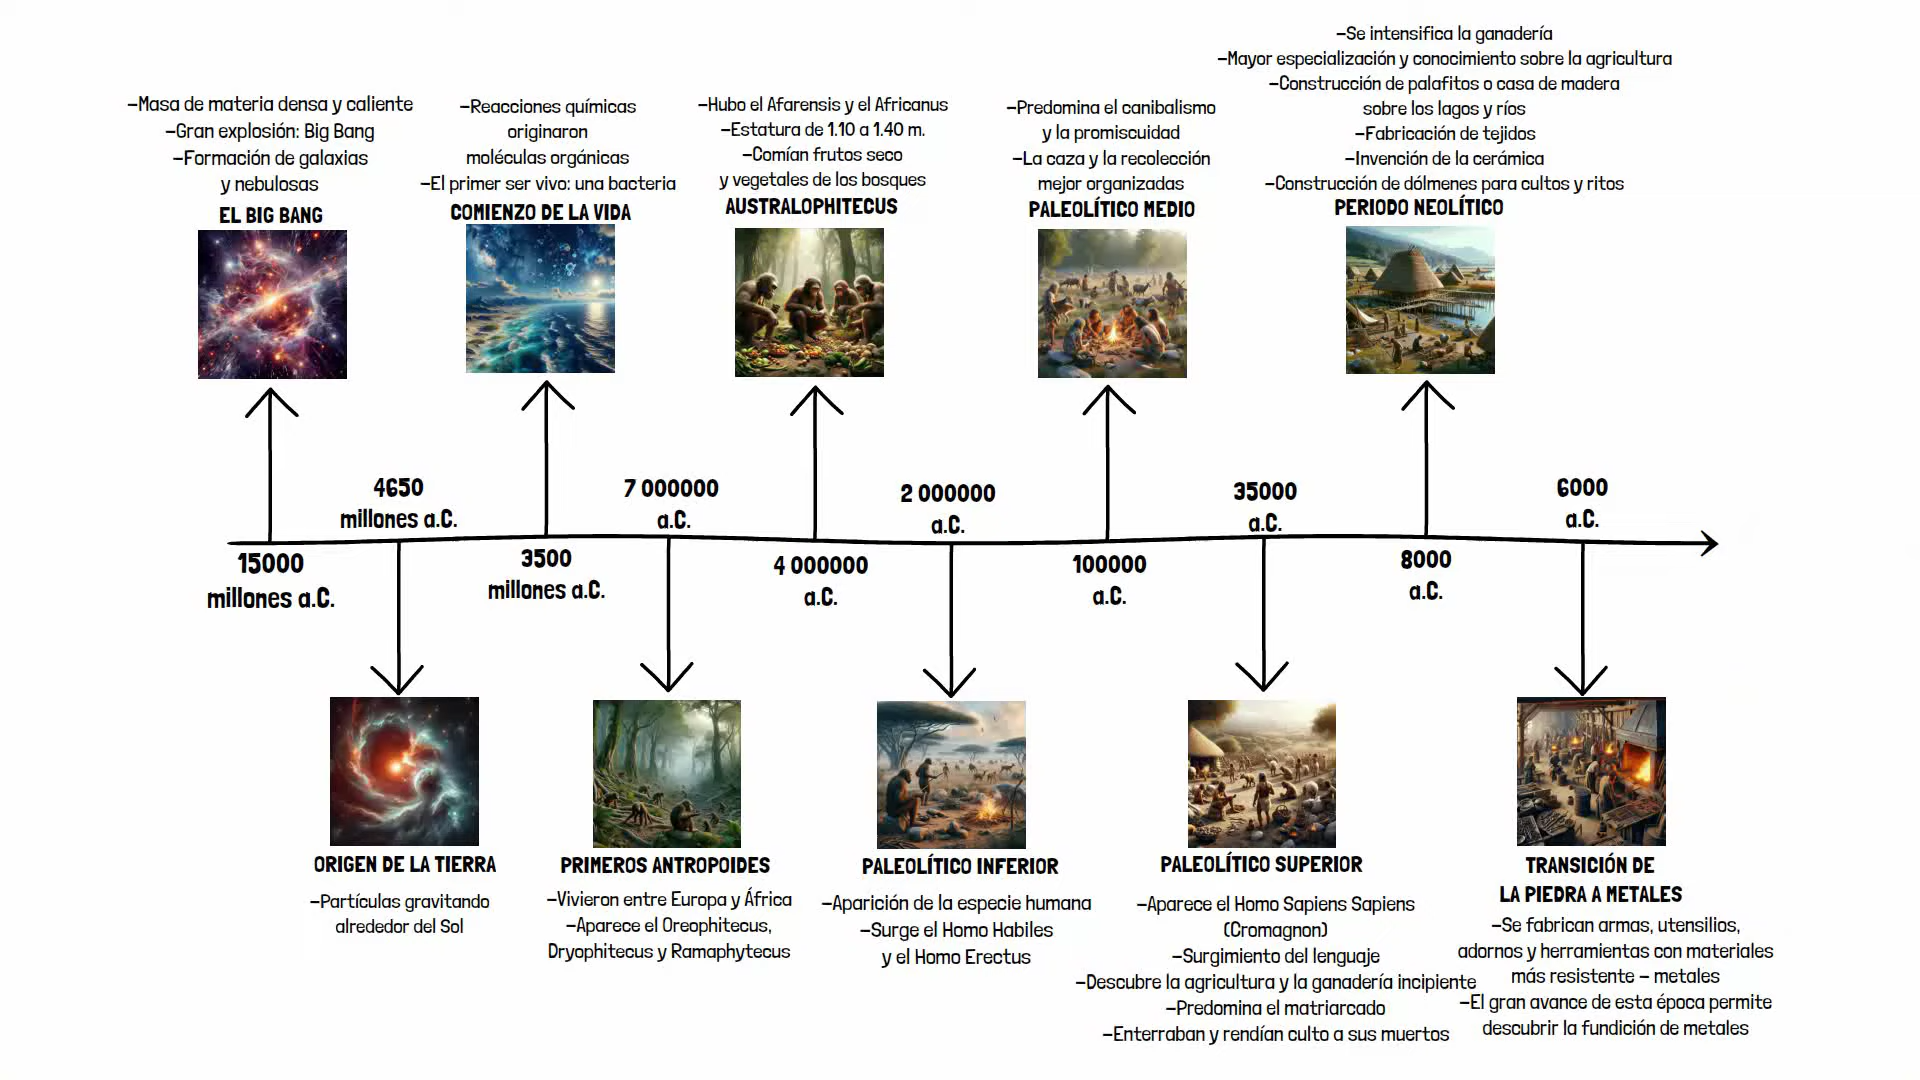 –Masa de materia densa y caliente
–Gran explosión: Big Bang
–Formación de galaxias
y nebulosas
EL BIG BANG
–Reacciones químicas
originaron
moléculas orgánicas
–El primer ser vivo: una bacteria
COMIENZO DE LA VIDA
–Hubo el Afarensis y el Africanus
–Estatura de 1.10 a 1.40 m.
–Comían frutos seco
y vegetales de los bosques
AUSTRALOPHITECUS
–Predomina el canibalismo
y la promiscuidad
–La caza y la recolección
mejor organizadas
PALEOLÍTICO MEDIO
–Se intensifica la ganadería
–Mayor especialización y conocimiento sobre la agricultura
–Construcción de palafitos o casa de madera
sobre los lagos y ríos
–Fabricación de tejidos
–Invención de la cerámica
–Construcción de dólmenes para cultos y ritos
PERIODO NEOLÍTICO
15000
millones a.C.
4650
millones a.C.
3500
millones a.C.
7 000000
a.C.
4 000000
a.C.
2 000000
a.C.
100000
a.C.
35000
a.C.
8000
a.C.
6000
a.C.
ORIGEN DE LA TIERRA
–Partículas gravitando
alrededor del Sol
PRIMEROS ANTROPOIDES
–Vivieron entre Europa y África
–Aparece el Oreophitecus,
Dryophitecus y Ramaphytecus
PALEOLÍTICO INFERIOR
–Aparición de la especie humana
–Surge el Homo Habiles
y el Homo Erectus
PALEOLÍTICO SUPERIOR
–Aparece el Homo Sapiens Sapiens
(Cromagnon)
–Surgimiento del lenguaje
–Descubre la agricultura y la ganadería incipiente
–Predomina el matriarcado
–Enterraban y rendían culto a sus muertos
TRANSICIÓN DE
LA PIEDRA A METALES
–Se fabrican armas, utensilios,
adornos y herramientas con materiales
más resistente – metales
–El gran avance de esta época permite
descubrir la fundición de metales